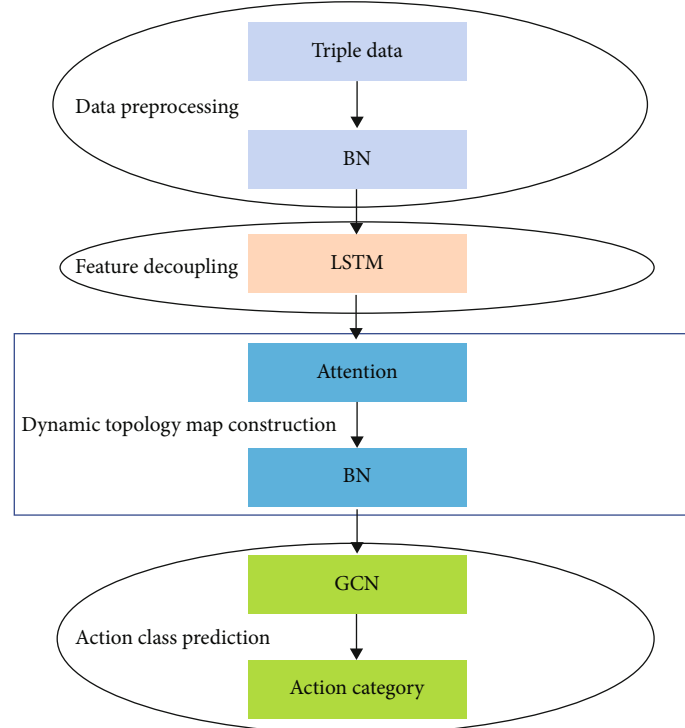 Triple data
Data preprocessing
BN
Feature decoupling
LSTM
Attention
Dynamic topology map construction
BN
GCN
Action class prediction
Action category